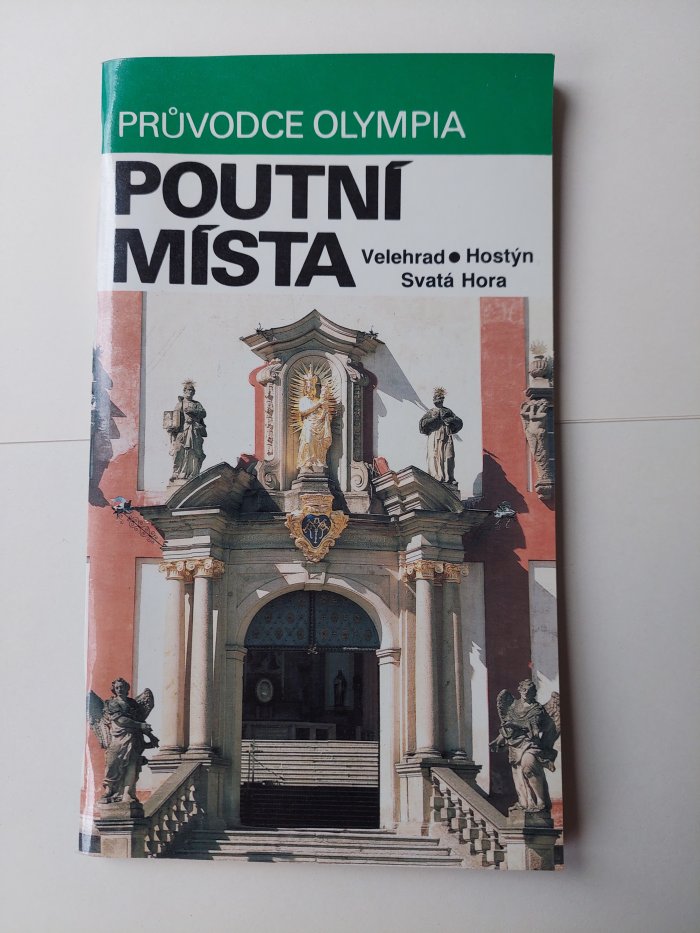 PRŮVODCE OLYMPIA
POUTNÍ
MÍSTA
Velehrad • Hostýn
Svatá Hora